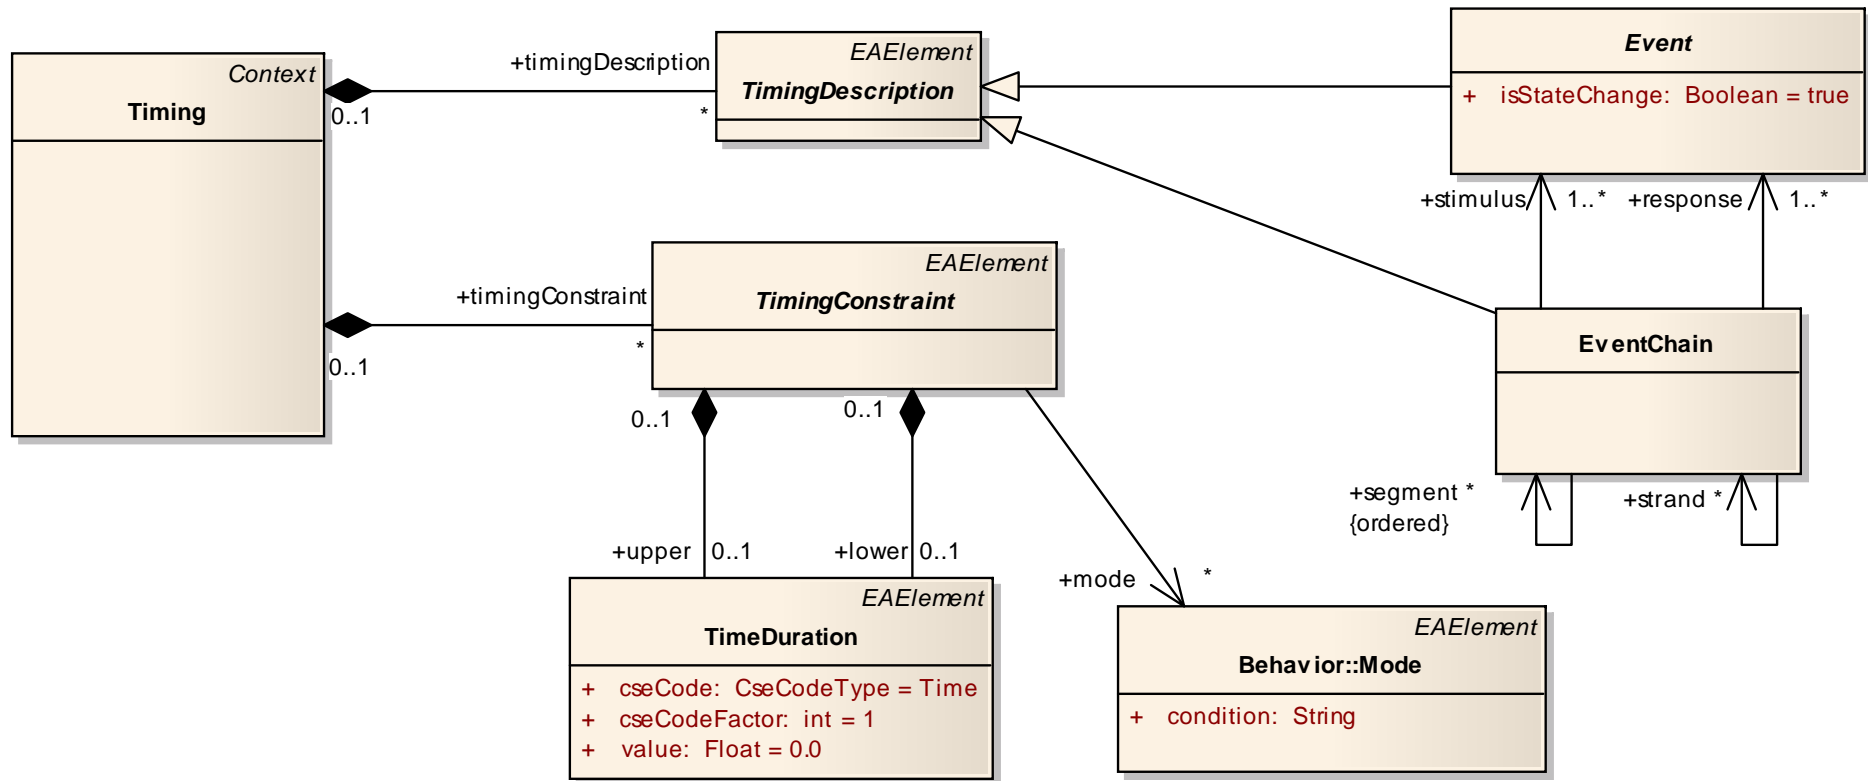 Context
Timing
+timingDescription
0..1
*
EAElement
TimingDescription
Event
+ isStateChange: Boolean = true
+stimulus 1..* +response 1..*
+timingConstraint
0..1
*
EAElement
TimingConstraint
EventChain
+segment *
{ordered}
+strand *
0..1
0..1
+upper 0..1
+lower 0..1
+mode *
EAElement
TimeDuration
+ cseCode: CseCodeType = Time
+ cseCodeFactor: int = 1
+ value: Float = 0.0
EAElement
Behavior::Mode
+ condition: String